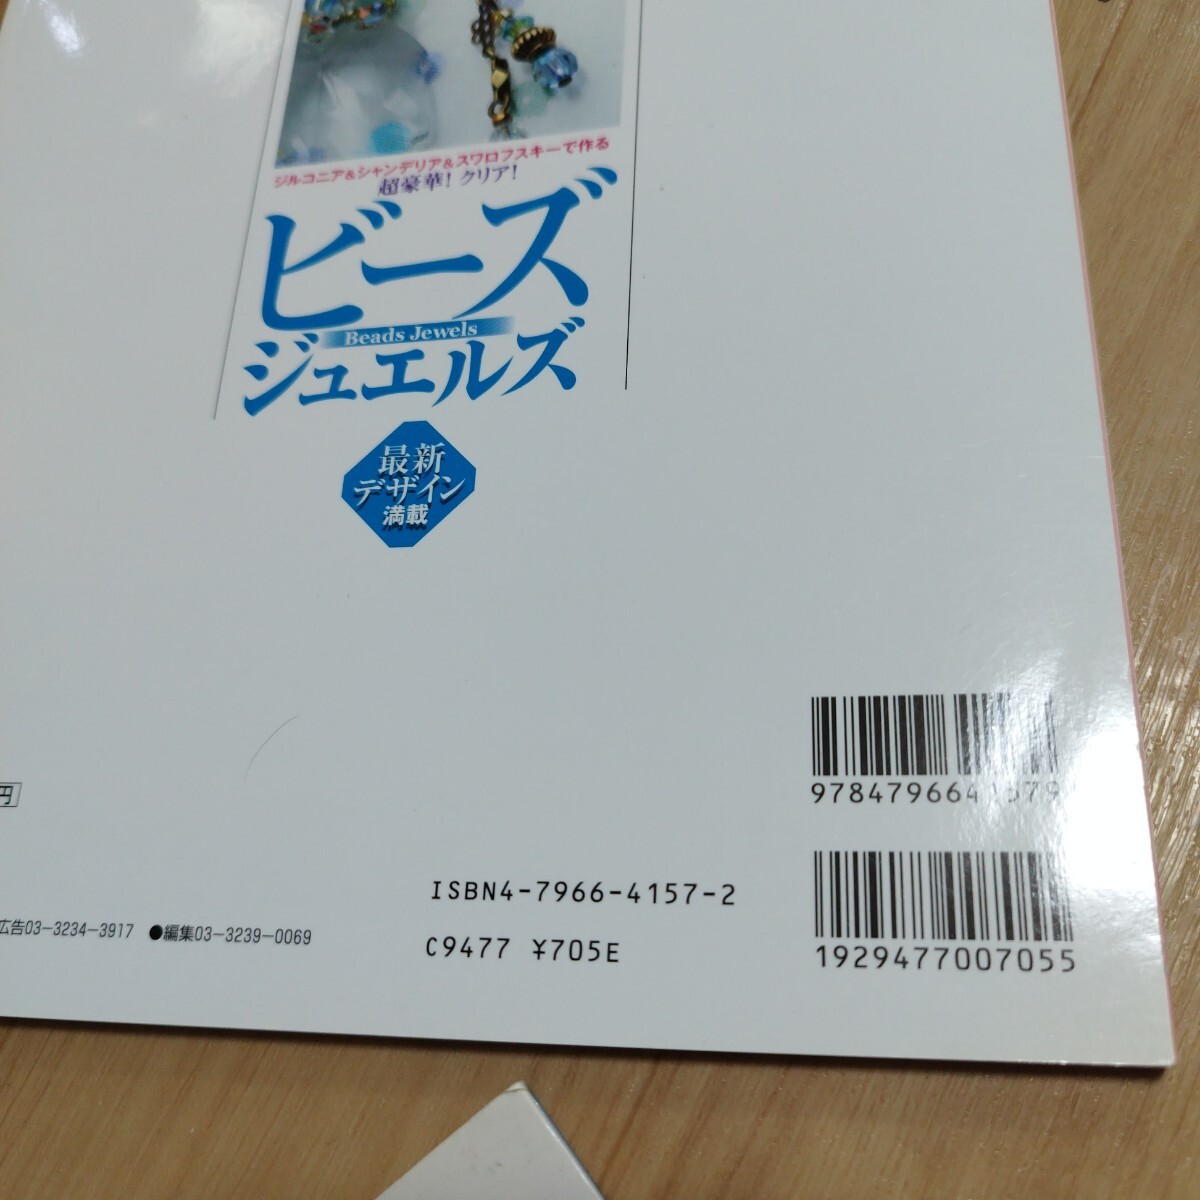 ジルコニア&シャンデリア&スワロフスキーで作る
超豪華!クリア!
ビーズ
Beads Jewels
ジュエルズ
最新
デザイン
満載
円
9784796641579
ISBN4-7966-4157-2
広告03-3234-3917 ●編集03-3239-0069
C9477 ¥705E
1929477007055